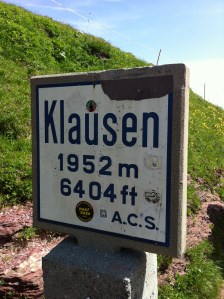 Klausen
1952 m
6404 ft
A.C.S.